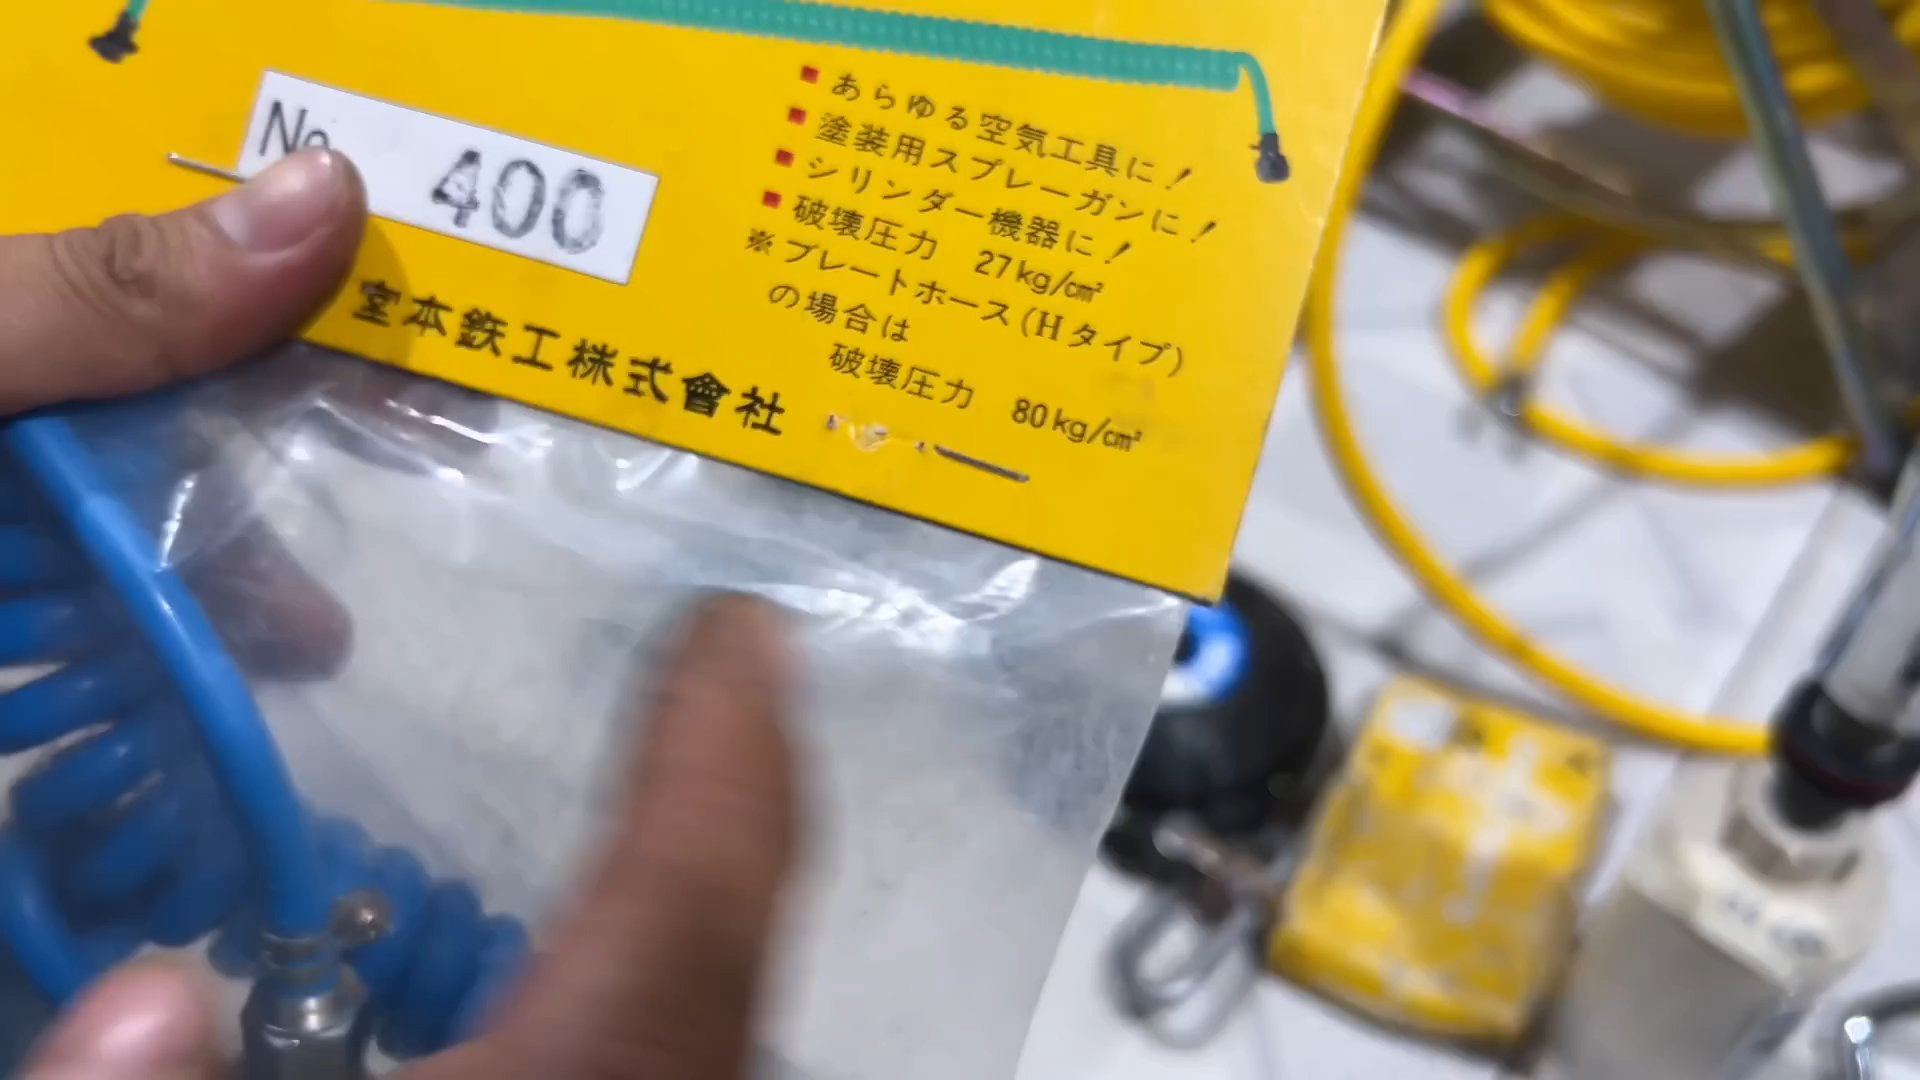 No. 400
あらゆる空気工具に!
塗装用スプレーガンに!
シリンダー機器に!
破壊圧力 27kg/cm²
※ブレートホース(Hタイプ)
の場合は
破壊圧力 80kg/cm²
室本鉃工株式會社